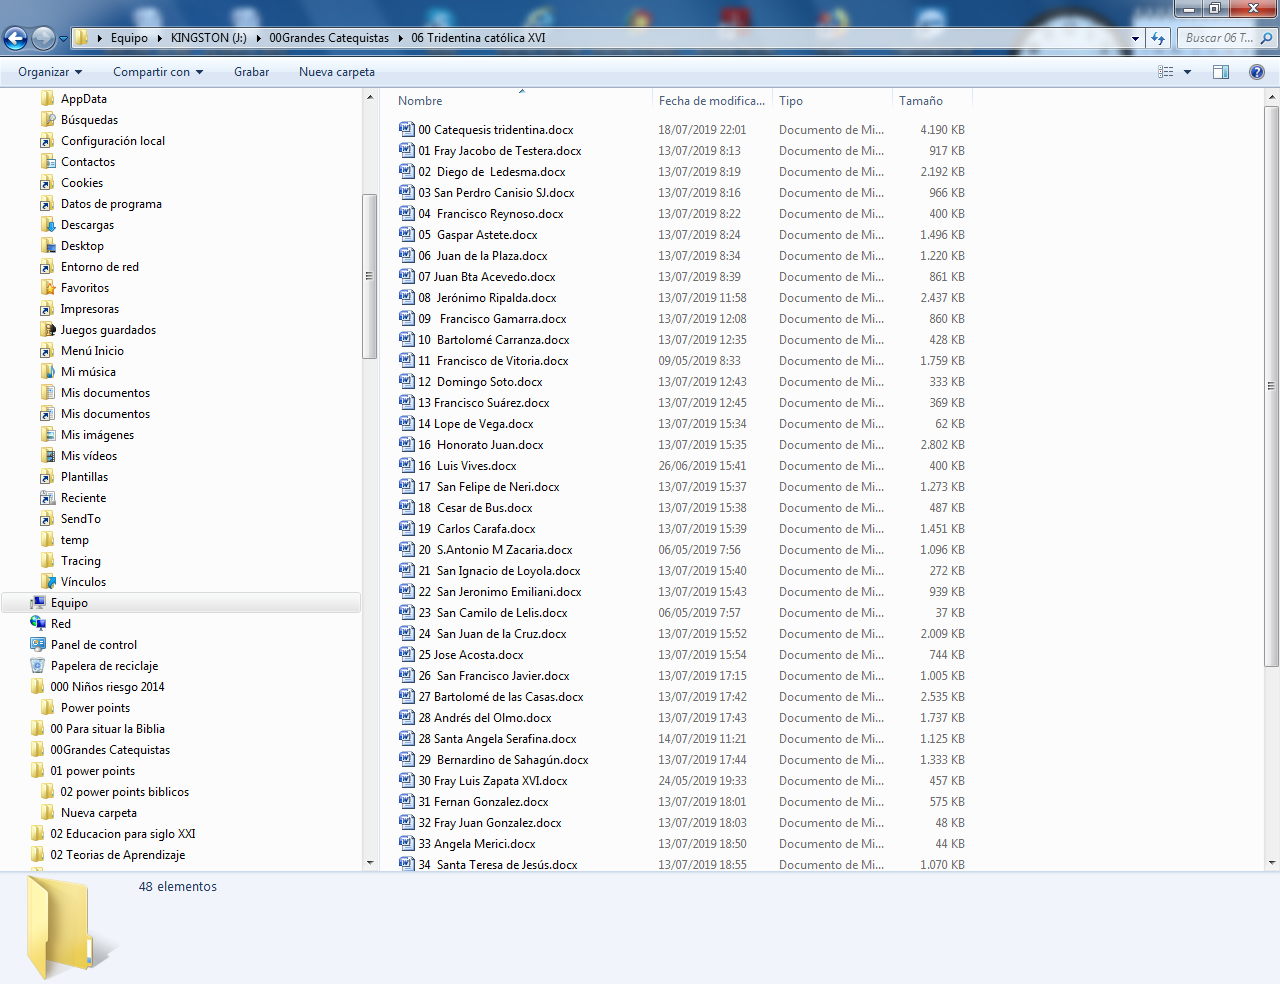 Equipo KINGSTON (J:) 00Grandes Catequistas 06 Tridentina católica XVI
Buscar 06 T...
Organizar Compartir con Grabar Nueva carpeta
AppData
Búsquedas
Configuración local
Contactos
Cookies
Datos de programa
Descargas
Desktop
Entorno de red
Favoritos
Impresoras
Juegos guardados
Menú Inicio
Mi música
Mis documentos
Mis documentos
Mis imágenes
Mis vídeos
Plantillas
Reciente
SendTo
temp
Tracing
Vínculos
Equipo
Red
Panel de control
Papelera de reciclaje
000 Niños riesgo 2014
Power points
00 Para situar la Biblia
00Grandes Catequistas
01 power points
02 power points biblicos
Nueva carpeta
02 Educacion para siglo XXI
02 Teorias de Aprendizaje
Nombre Fecha de modifica... Tipo Tamaño
00 Catequesis tridentina.docx 18/07/2019 22:01 Documento de Mi... 4.190 KB
01 Fray Jacobo de Testera.docx 13/07/2019 8:13 Documento de Mi... 917 KB
02 Diego de Ledesma.docx 13/07/2019 8:19 Documento de Mi... 2.192 KB
03 San Perdro Canisio SJ.docx 13/07/2019 8:16 Documento de Mi... 966 KB
04 Francisco Reynoso.docx 13/07/2019 8:22 Documento de Mi... 400 KB
05 Gaspar Astete.docx 13/07/2019 8:24 Documento de Mi... 1.496 KB
06 Juan de la Plaza.docx 13/07/2019 8:34 Documento de Mi... 1.220 KB
07 Juan Bta Acevedo.docx 13/07/2019 8:39 Documento de Mi... 861 KB
08 Jerónimo Ripalda.docx 13/07/2019 11:58 Documento de Mi... 2.437 KB
09 Francisco Gamarra.docx 13/07/2019 12:08 Documento de Mi... 860 KB
10 Bartolomé Carranza.docx 13/07/2019 12:35 Documento de Mi... 428 KB
11 Francisco de Vitoria.docx 09/05/2019 8:33 Documento de Mi... 1.759 KB
12 Domingo Soto.docx 13/07/2019 12:43 Documento de Mi... 333 KB
13 Francisco Suárez.docx 13/07/2019 12:45 Documento de Mi... 369 KB
14 Lope de Vega.docx 13/07/2019 15:34 Documento de Mi... 62 KB
16 Honorato Juan.docx 13/07/2019 15:35 Documento de Mi... 2.802 KB
16 Luis Vives.docx 26/06/2019 15:41 Documento de Mi... 400 KB
17 San Felipe de Neri.docx 13/07/2019 15:37 Documento de Mi... 1.273 KB
18 Cesar de Bus.docx 13/07/2019 15:38 Documento de Mi... 487 KB
19 Carlos Carafa.docx 13/07/2019 15:39 Documento de Mi... 1.451 KB
20 S.Antonio M Zacaria.docx 06/05/2019 7:56 Documento de Mi... 1.096 KB
21 San Ignacio de Loyola.docx 13/07/2019 15:40 Documento de Mi... 272 KB
22 San Jeronimo Emiliani.docx 13/07/2019 15:43 Documento de Mi... 939 KB
23 San Camilo de Lelis.docx 06/05/2019 7:57 Documento de Mi... 37 KB
24 San Juan de la Cruz.docx 13/07/2019 15:52 Documento de Mi... 2.009 KB
25 Jose Acosta.docx 13/07/2019 15:54 Documento de Mi... 744 KB
26 San Francisco Javier.docx 13/07/2019 17:15 Documento de Mi... 1.005 KB
27 Bartolomé de las Casas.docx 13/07/2019 17:42 Documento de Mi... 2.535 KB
28 Andrés del Olmo.docx 13/07/2019 17:43 Documento de Mi... 1.737 KB
28 Santa Angela Serafina.docx 14/07/2019 11:21 Documento de Mi... 1.125 KB
29 Bernardino de Sahagún.docx 13/07/2019 17:44 Documento de Mi... 1.333 KB
30 Fray Luis Zapata XVI.docx 24/05/2019 19:33 Documento de Mi... 457 KB
31 Fernan Gonzalez.docx 13/07/2019 18:01 Documento de Mi... 575 KB
32 Fray Juan Gonzalez.docx 13/07/2019 18:03 Documento de Mi... 48 KB
33 Angela Merici.docx 13/07/2019 18:50 Documento de Mi... 44 KB
34 Santa Teresa de Jesús.docx 13/07/2019 18:55 Documento de Mi... 1.070 KB
48 elementos